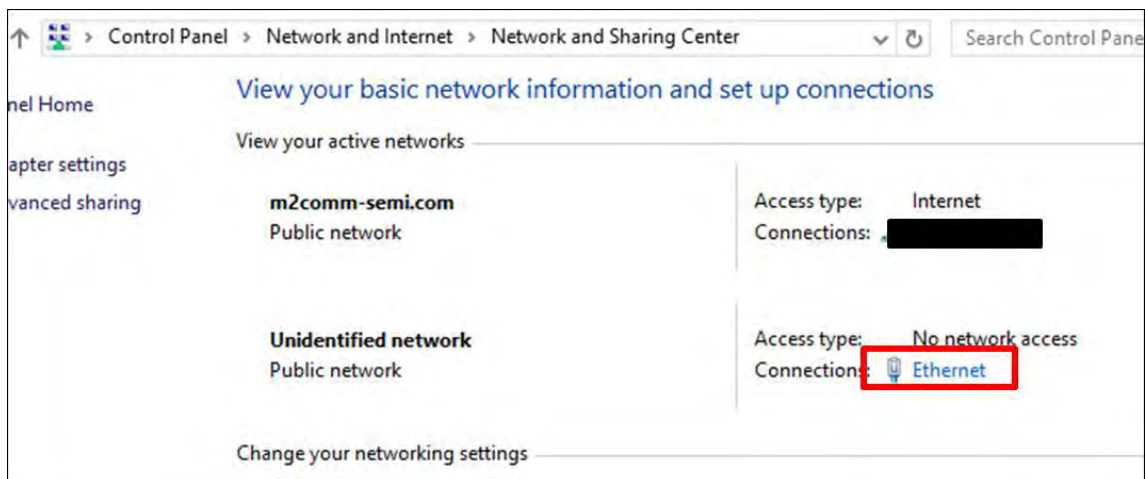 Control Panel > Network and Internet > Network and Sharing Center
Search Control Pane
nel Home
View your basic network information and set up connections
apter settings
View your active networks
vanced sharing
m2comm-semi.com
Access type: Internet
Public network
Connections:
Unidentified network
Access type: No network access
Public network
Connections: Ethernet
Change your networking settings